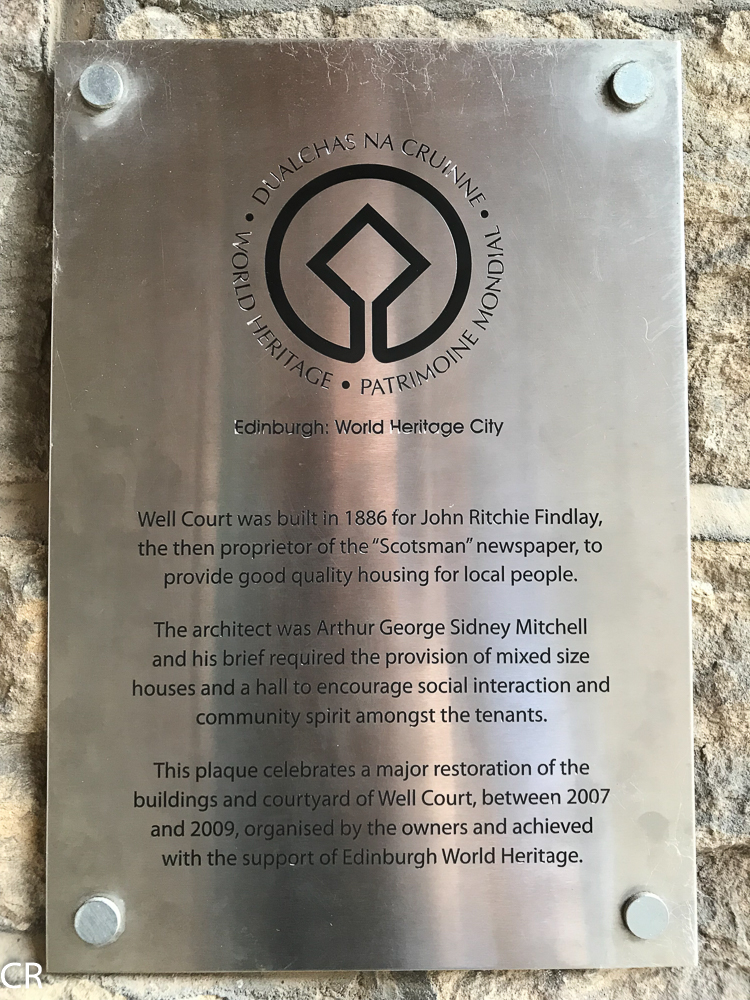 • DUALCHAS NA CRUINNE •
WORLD HERITAGE • PATRIMOINE MONDIAL
Edinburgh: World Heritage City
Well Court was built in 1886 for John Ritchie Findlay,
the then proprietor of the “Scotsman” newspaper, to
provide good quality housing for local people.
The architect was Arthur George Sidney Mitchell
and his brief required the provision of mixed size
houses and a hall to encourage social interaction and
community spirit amongst the tenants.
This plaque celebrates a major restoration of the
buildings and courtyard of Well Court, between 2007
and 2009, organised by the owners and achieved
with the support of Edinburgh World Heritage.
CR